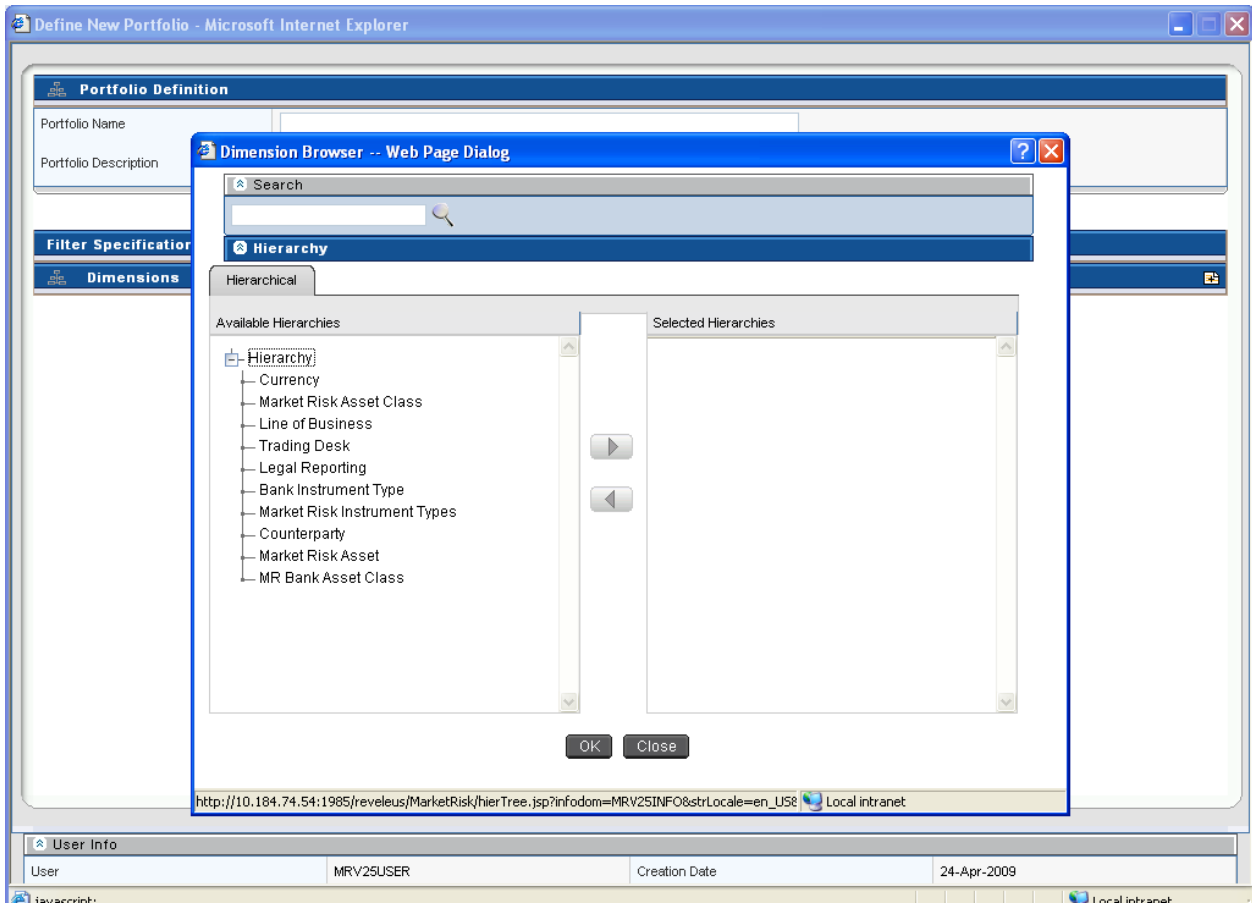 Define New Portfolio - Microsoft Internet Explorer
Portfolio Definition
Portfolio Name
Portfolio Description
Dimension Browser -- Web Page Dialog
Search
Hierarchy
Filter Specification
Dimensions
Hierarchical
Available Hierarchies
Selected Hierarchies
Hierarchy
Currency
Market Risk Asset Class
Line of Business
Trading Desk
Legal Reporting
Bank Instrument Type
Market Risk Instrument Types
Counterparty
Market Risk Asset
MR Bank Asset Class
OK Close
http://10.184.74.54:1985/reveleus/MarketRisk/hierTree.jsp?infodom=MRV25INFO&strLocale=en_US& Local intranet
User Info
User MRV25USER Creation Date 24-Apr-2009
javascript: Local intranet